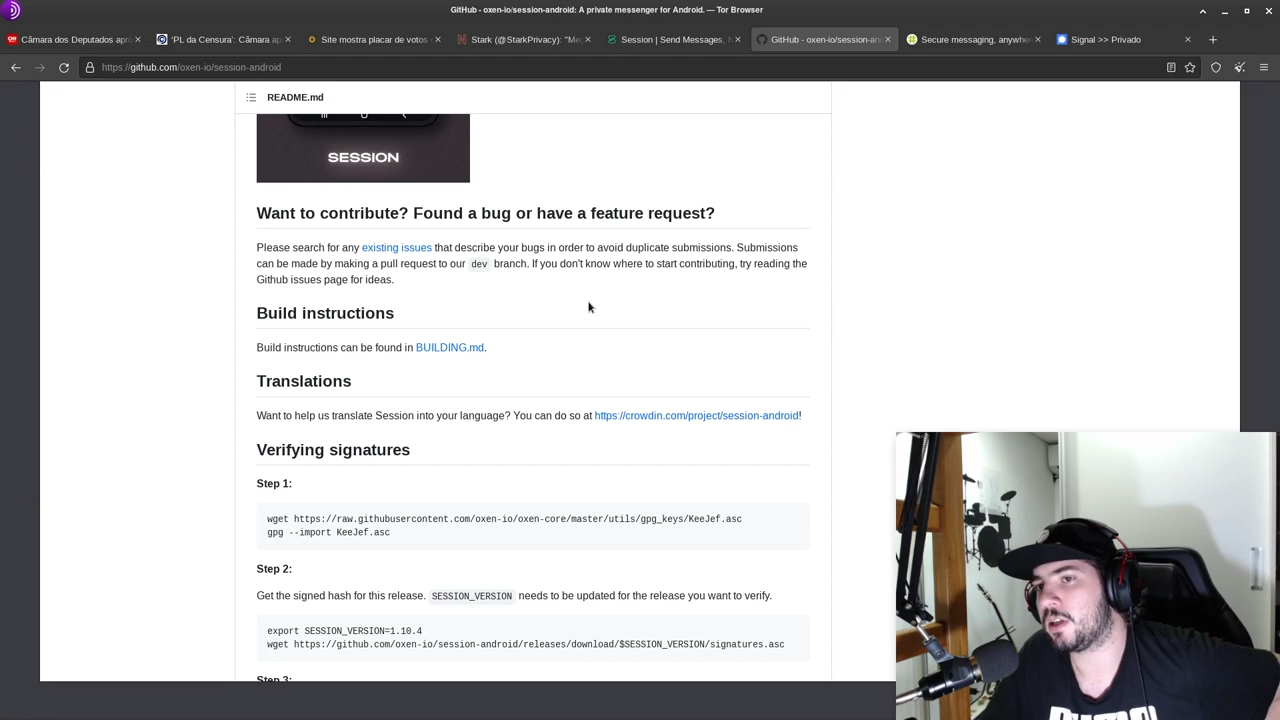 GitHub - oxen-io/session-android: A private messenger for Android. — Tor Browser
Câmara dos Deputados apro
'PL da Censura': Câmara ap
Site mostra placar de votos
Stark (@StarkPrivacy): "Me
Session | Send Messages, N
GitHub - oxen-io/session-an
Secure messaging, anywhe
Signal >> Privado
https://github.com/oxen-io/session-android
README.md
SESSION
Want to contribute? Found a bug or have a feature request?
Please search for any existing issues that describe your bugs in order to avoid duplicate submissions. Submissions
can be made by making a pull request to our dev branch. If you don't know where to start contributing, try reading the
Github issues page for ideas.
Build instructions
Build instructions can be found in BUILDING.md.
Translations
Want to help us translate Session into your language? You can do so at https://crowdin.com/project/session-android!
Verifying signatures
Step 1:
wget https://raw.githubusercontent.com/oxen-io/oxen-core/master/utils/gpg_keys/KeeJef.asc
gpg --import KeeJef.asc
Step 2:
Get the signed hash for this release. SESSION_VERSION needs to be updated for the release you want to verify.
export SESSION_VERSION=1.10.4
wget https://github.com/oxen-io/session-android/releases/download/$SESSION_VERSION/signatures.asc
Step 3: